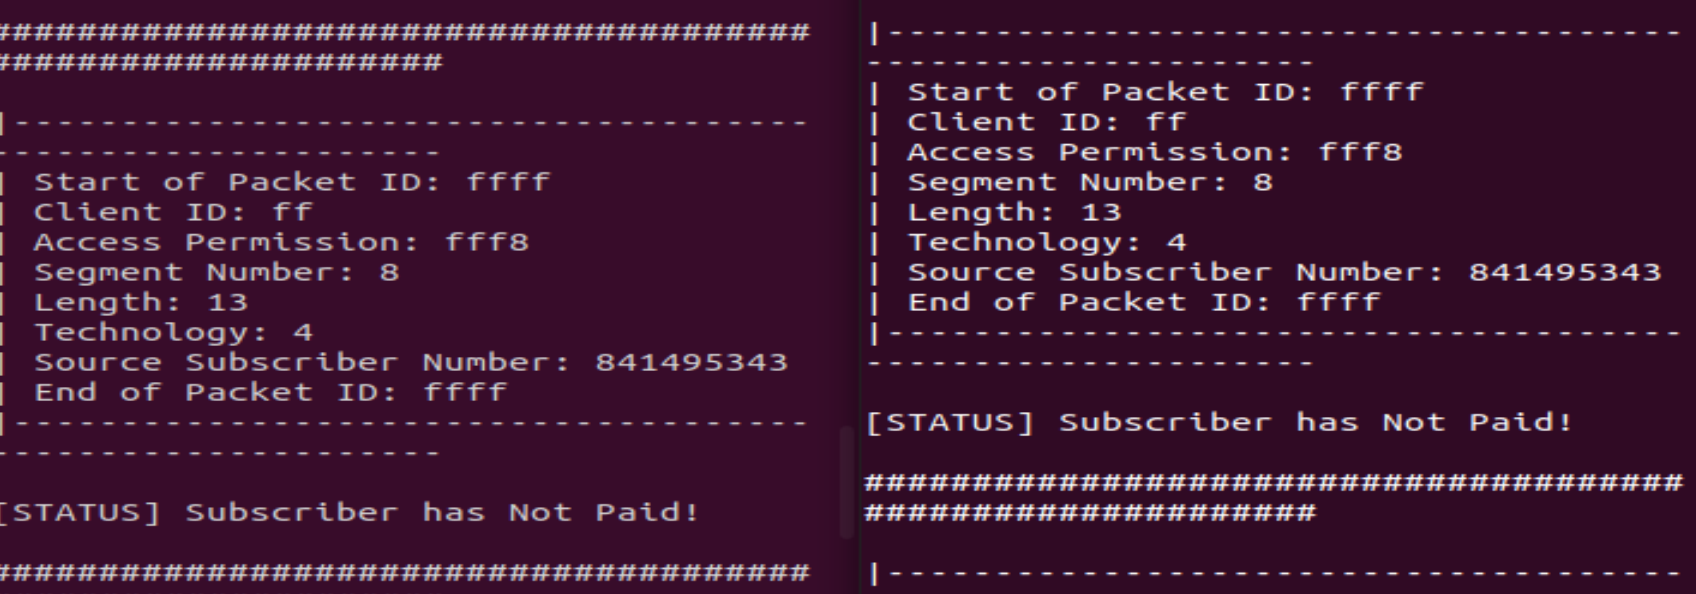 #######################################
#####################
|-------------------------------------
---------------------
| Start of Packet ID: ffff
| Client ID: ff
| Access Permission: fff8
| Segment Number: 8
| Length: 13
| Technology: 4
| Source Subscriber Number: 841495343
| End of Packet ID: ffff
|-------------------------------------
---------------------
[STATUS] Subscriber has Not Paid!
#######################################
|-------------------------------------
---------------------
| Start of Packet ID: ffff
| Client ID: ff
| Access Permission: fff8
| Segment Number: 8
| Length: 13
| Technology: 4
| Source Subscriber Number: 841495343
| End of Packet ID: ffff
|-------------------------------------
---------------------
[STATUS] Subscriber has Not Paid!
######################################
#####################
|-------------------------------------